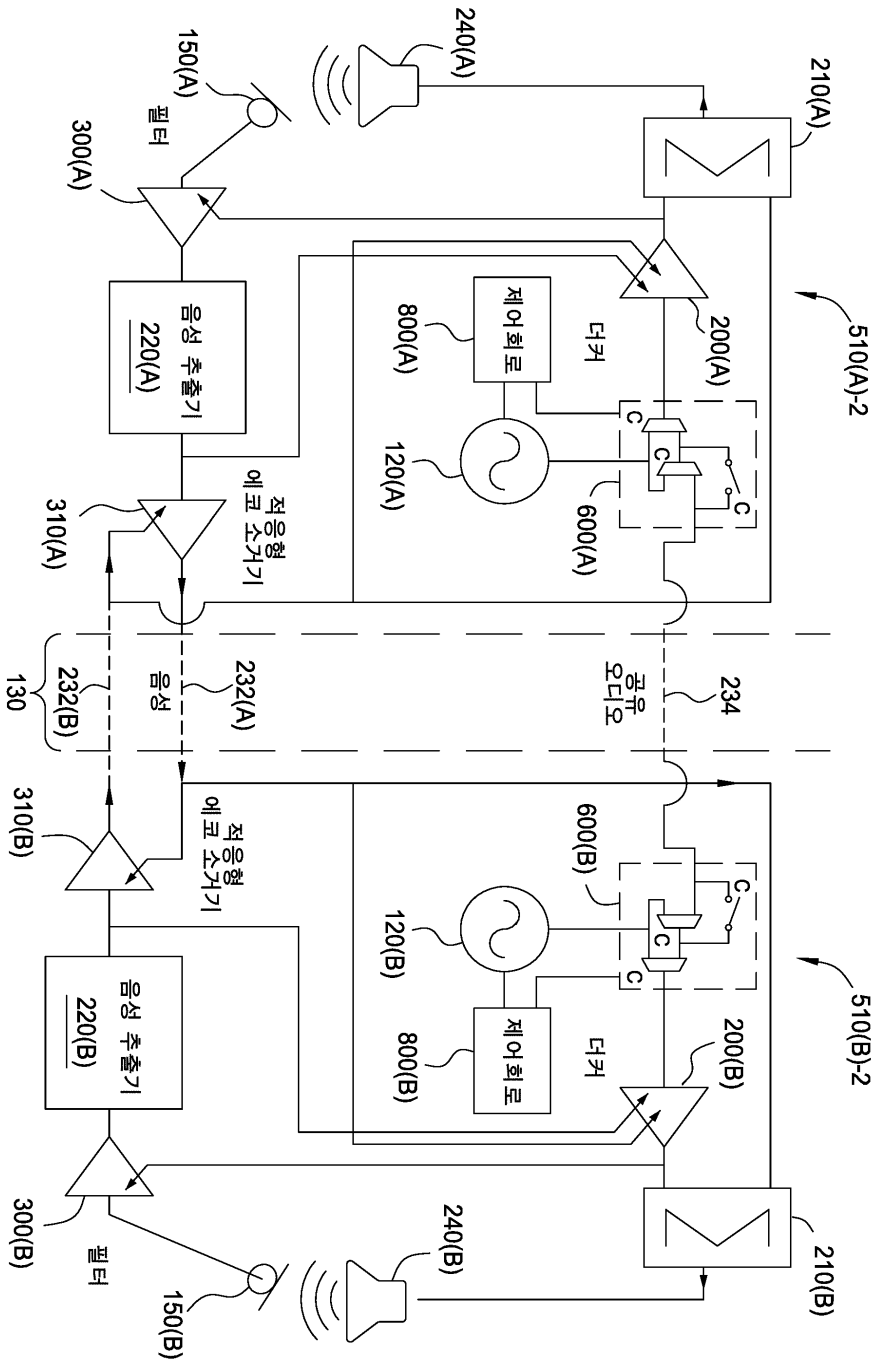 510(A)-2
510(B)-2
210(A)
200(A)
200(B)
210(B)
C
C
C
C
C
C
600(A)
234
공유
오디오
600(B)
240(A)
더커
제어회로
800(A)
120(A)
120(B)
제어회로
800(B)
더커
240(B)
150(A)
150(B)
필터
300(A)
음성 추출기
220(A)
적응형
에코 소거기
310(A)
232(A)
음성
232(B)
130
적응형
에코 소거기
310(B)
음성 추출기
220(B)
300(B)
필터